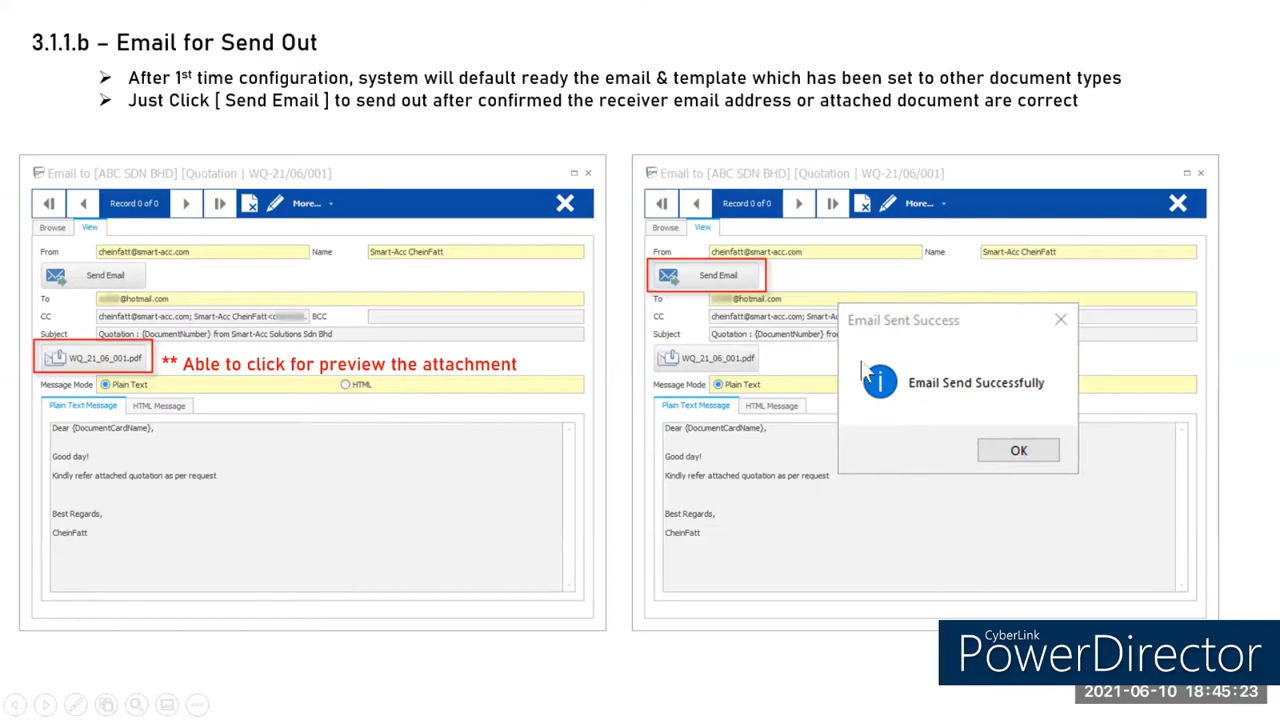 3.1.1.b – Email for Send Out
➢ After 1st time configuration, system will default ready the email & template which has been set to other document types
➢ Just Click [ Send Email ] to send out after confirmed the receiver email address or attached document are correct
Email to [ABC SDN BHD] [Quotation | WQ-21/06/001]
Record 0 of 0
More...
Browse
View
From
cheinfatt@smart-acc.com
Name
Smart-Acc CheinFatt
Send Email
To
@hotmail.com
CC
cheinfatt@smart-acc.com; Smart-Acc CheinFatt<c
BCC
Subject
Quotation : {DocumentNumber} from Smart-Acc Solutions Sdn Bhd
WQ_21_06_001.pdf
** Able to click for preview the attachment
Message Mode
Plain Text
HTML
Plain Text Message
HTML Message
Dear {DocumentCardName},
Good day!
Kindly refer attached quotation as per request
Best Regards,
CheinFatt
Email to [ABC SDN BHD] [Quotation | WQ-21/06/001]
Record 0 of 0
More...
Browse
View
From
cheinfatt@smart-acc.com
Name
Smart-Acc CheinFatt
Send Email
To
@hotmail.com
CC
cheinfatt@smart-acc.com; Smart-A
Subject
Quotation : {DocumentNumber} fro
WQ_21_06_001.pdf
Message Mode
Plain Text
Plain Text Message
HTML Message
Dear {DocumentCardName},
Good day!
Kindly refer attached quotation as per request
Best Regards,
CheinFatt
Email Sent Success
Email Send Successfully
OK
CyberLink
PowerDirector
2021-06-10 18:45:23